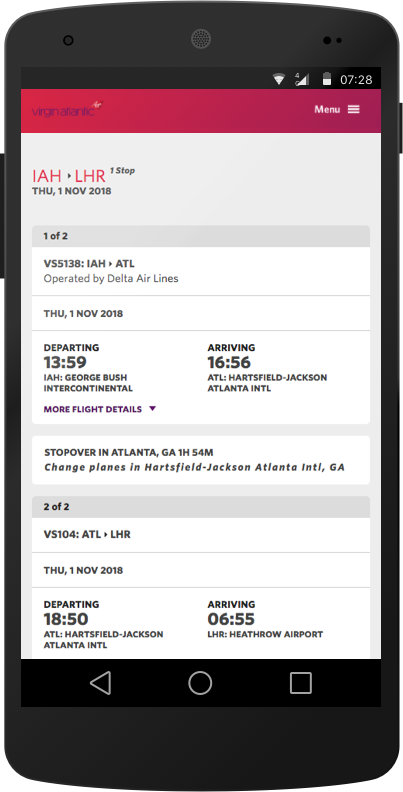 4G
07:28
virgin atlantic
Menu
IAH ▸ LHR 1 Stop
THU, 1 NOV 2018
1 of 2
VS5138: IAH ▸ ATL
Operated by Delta Air Lines
THU, 1 NOV 2018
DEPARTING ARRIVING
13:59 16:56
IAH: GEORGE BUSH ATL: HARTSFIELD-JACKSON
INTERCONTINENTAL ATLANTA INTL
MORE FLIGHT DETAILS ▼
STOPOVER IN ATLANTA, GA 1H 54M
Change planes in Hartsfield-Jackson Atlanta Intl, GA
2 of 2
VS104: ATL ▸ LHR
THU, 1 NOV 2018
DEPARTING ARRIVING
18:50 06:55
ATL: HARTSFIELD-JACKSON LHR: HEATHROW AIRPORT
ATLANTA INTL